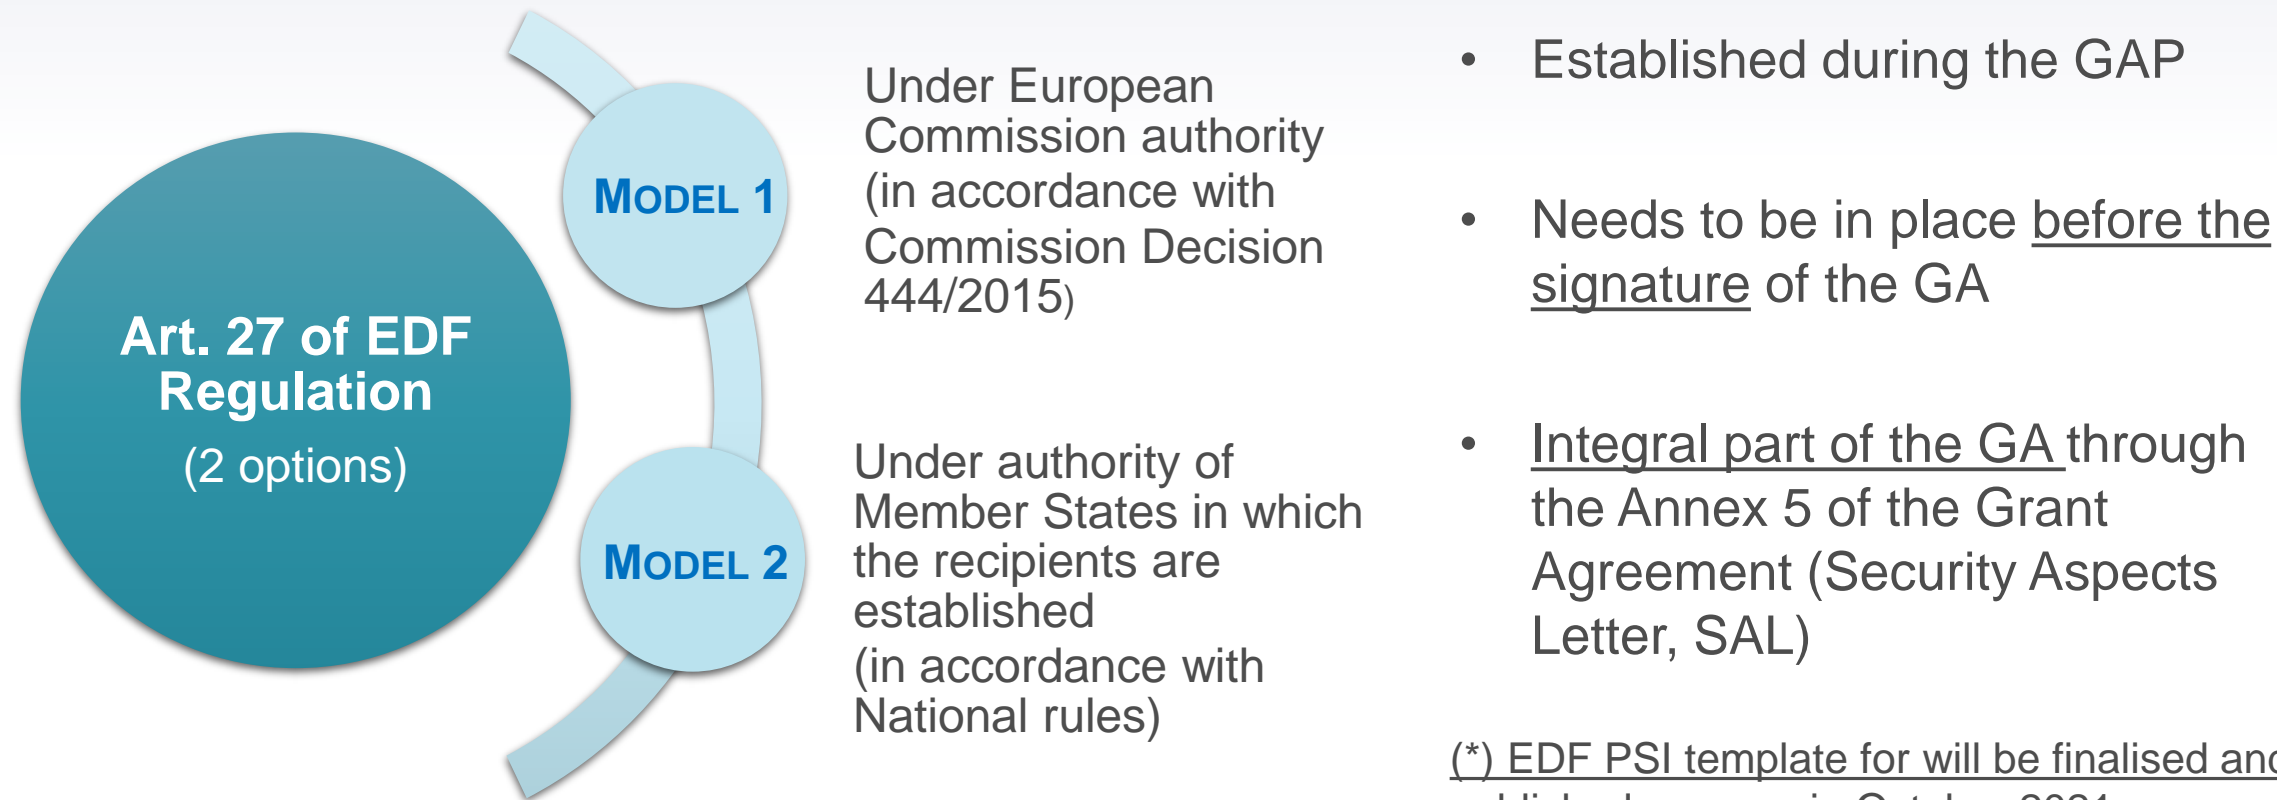 Art. 27 of EDF
Regulation
(2 options)
MODEL 1
Under European
Commission authority
(in accordance with
Commission Decision
444/2015)
MODEL 2
Under authority of
Member States in which
the recipients are
established
(in accordance with
National rules)
• Established during the GAP
• Needs to be in place before the
signature of the GA
• Integral part of the GA through
the Annex 5 of the Grant
Agreement (Security Aspects
Letter, SAL)
(*) EDF PSI template for will be finalised and